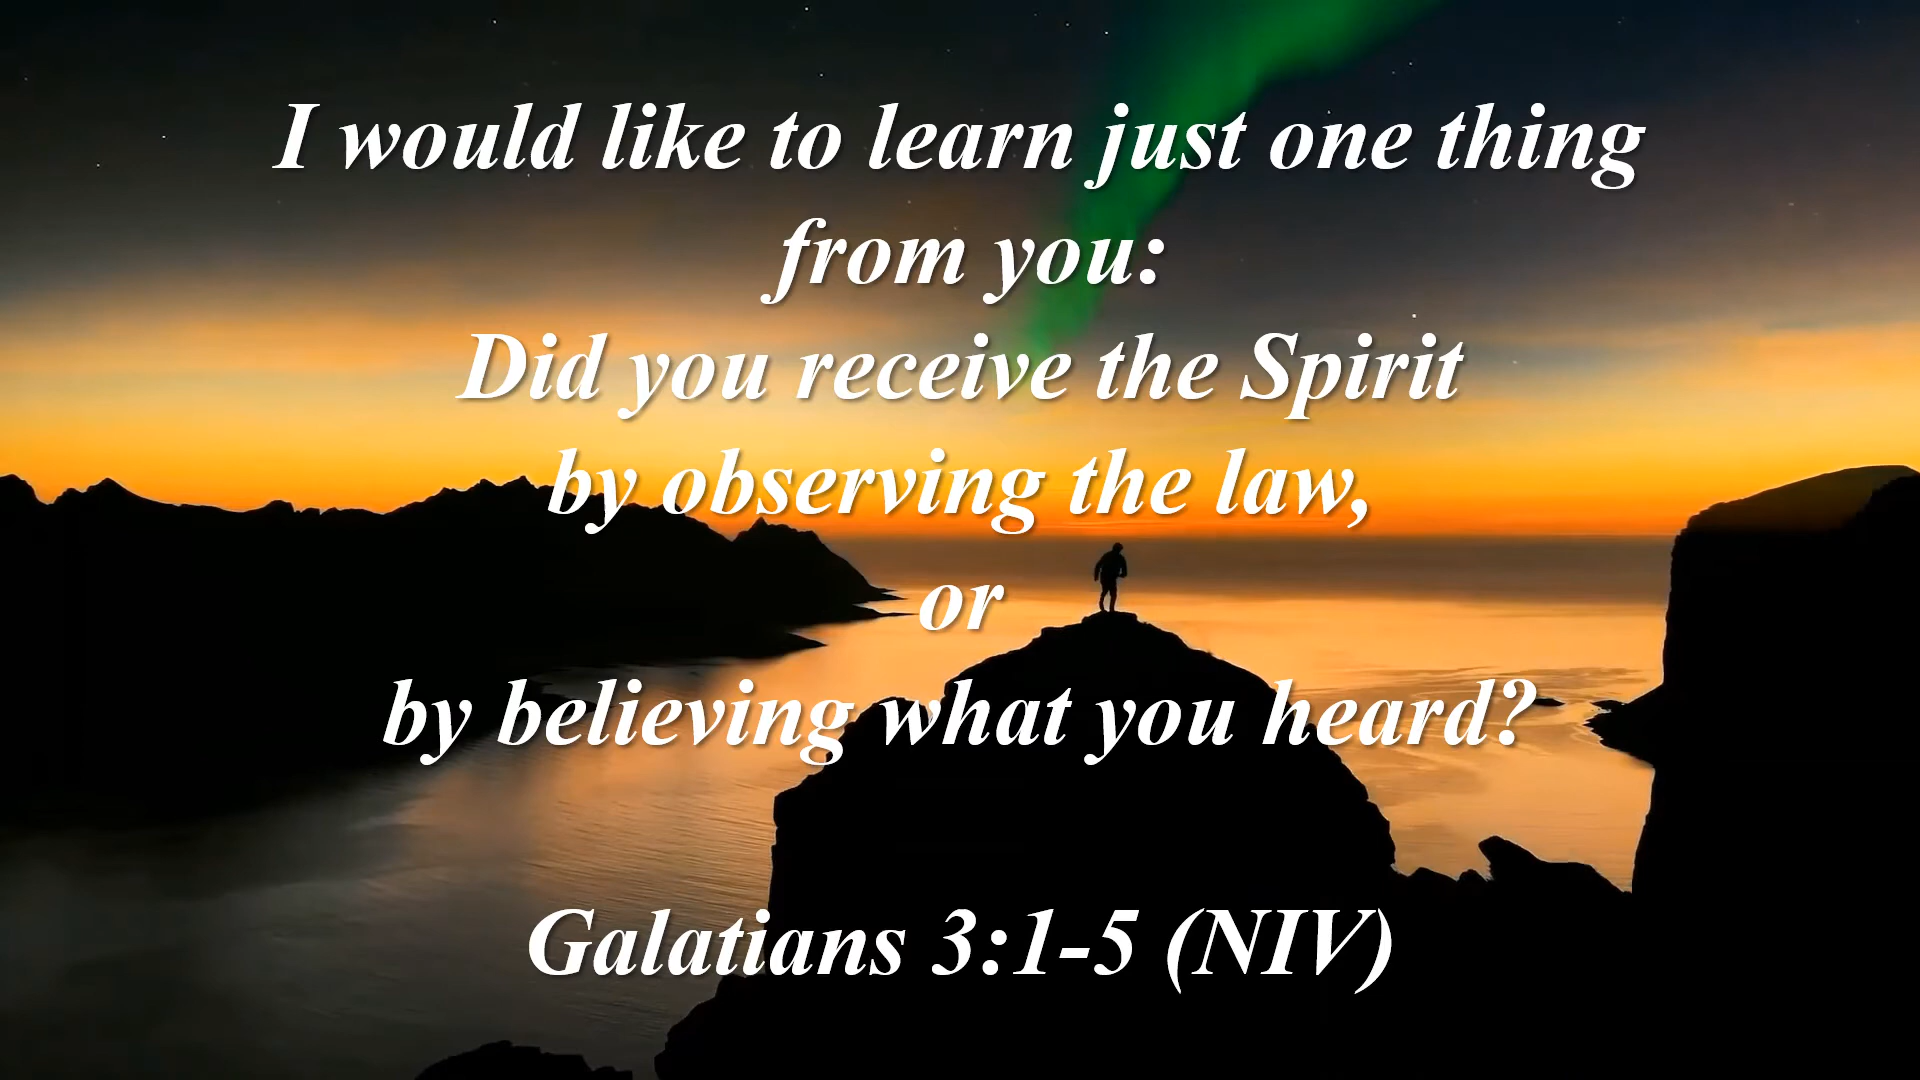 I would like to learn just one thing
from you:
Did you receive the Spirit
by observing the law,
or
by believing what you heard?
Galatians 3:1-5 (NIV)